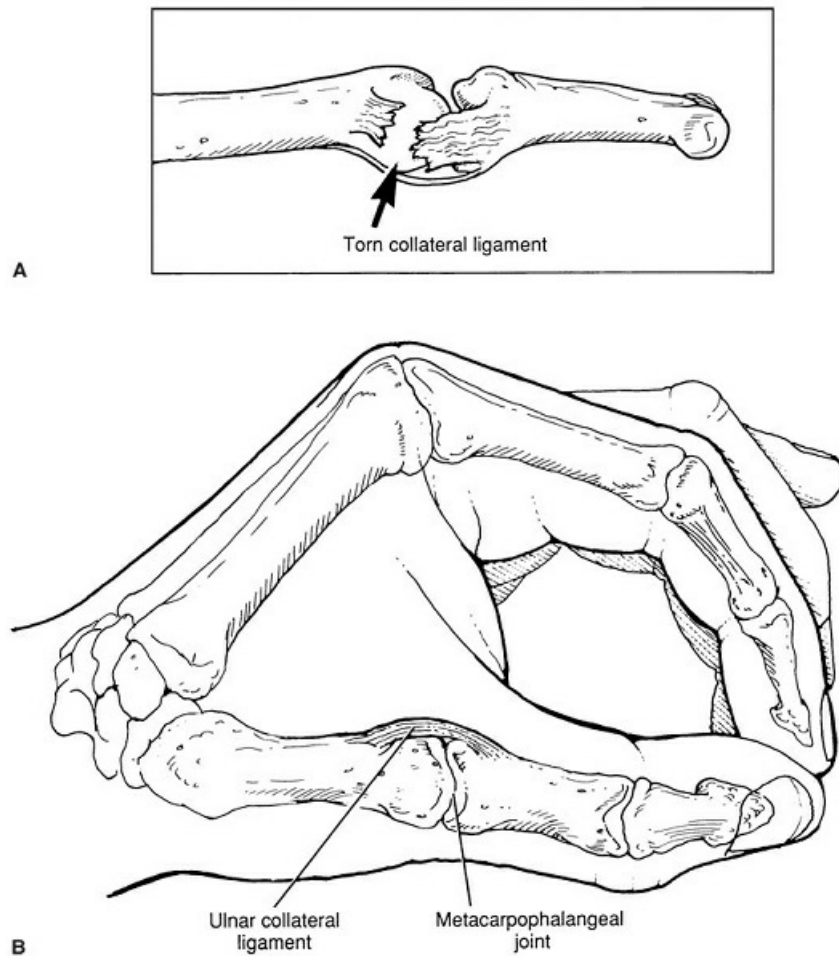 Torn collateral ligament
A
Ulnar collateral
ligament
Metacarpophalangeal
joint
B